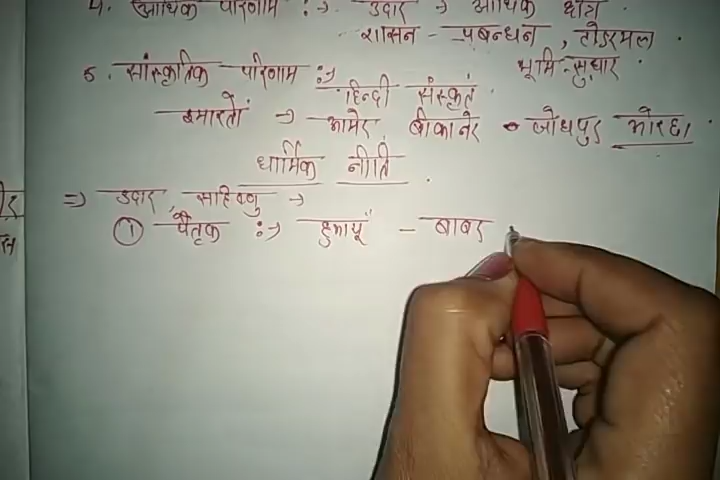 4. आर्थिक परिणाम :→ उदार → आर्थिक क्षेत्र
शासन - प्रबन्धन , टोडरमल
भूमि-सुधार.
5. सांस्कृतिक परिणाम :→
हिन्दी संस्कृत
इमारतों → आमेर बीकानेर - जोधपुर ओरछा
धार्मिक नीति
⇒ उदार, सहिष्णु →
① पैतृक :→ हुमायूं - बाबर